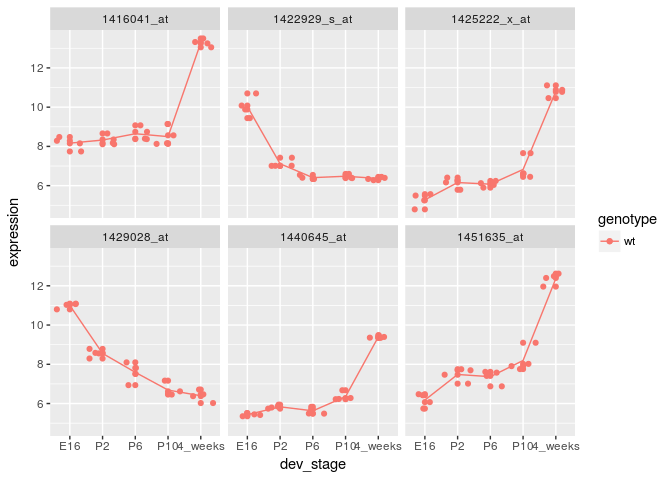 1416041_at 1422929_s_at 1425222_x_at
12
10
8
6
expression
genotype
wt
1429028_at 1440645_at 1451635_at
12
10
8
6
E16 P2 P6 P10 4_weeks E16 P2 P6 P10 4_weeks E16 P2 P6 P10 4_weeks
dev_stage